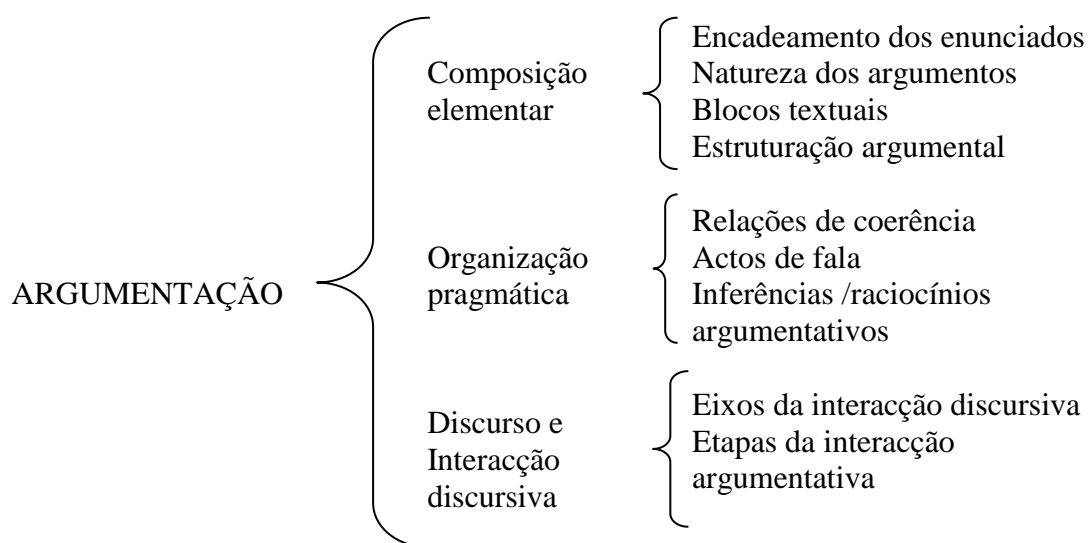 ARGUMENTAÇÃO
Composição
elementar
Encadeamento dos enunciados
Natureza dos argumentos
Blocos textuais
Estruturação argumental
Organização
pragmática
Relações de coerência
Actos de fala
Inferências /raciocínios
argumentativos
Discurso e
Interacção
discursiva
Eixos da interacção discursiva
Etapas da interacção
argumentativa